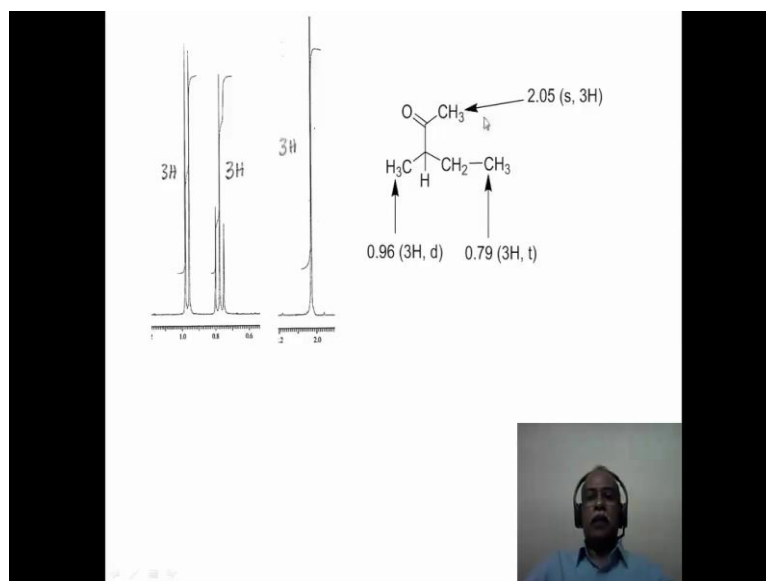 3H
3H
3H
O
CH3
2.05 (s, 3H)
H3C
CH2
CH3
H
0.96 (3H, d)
0.79 (3H, t)
1.0
0.8
0.6
.2
2.0